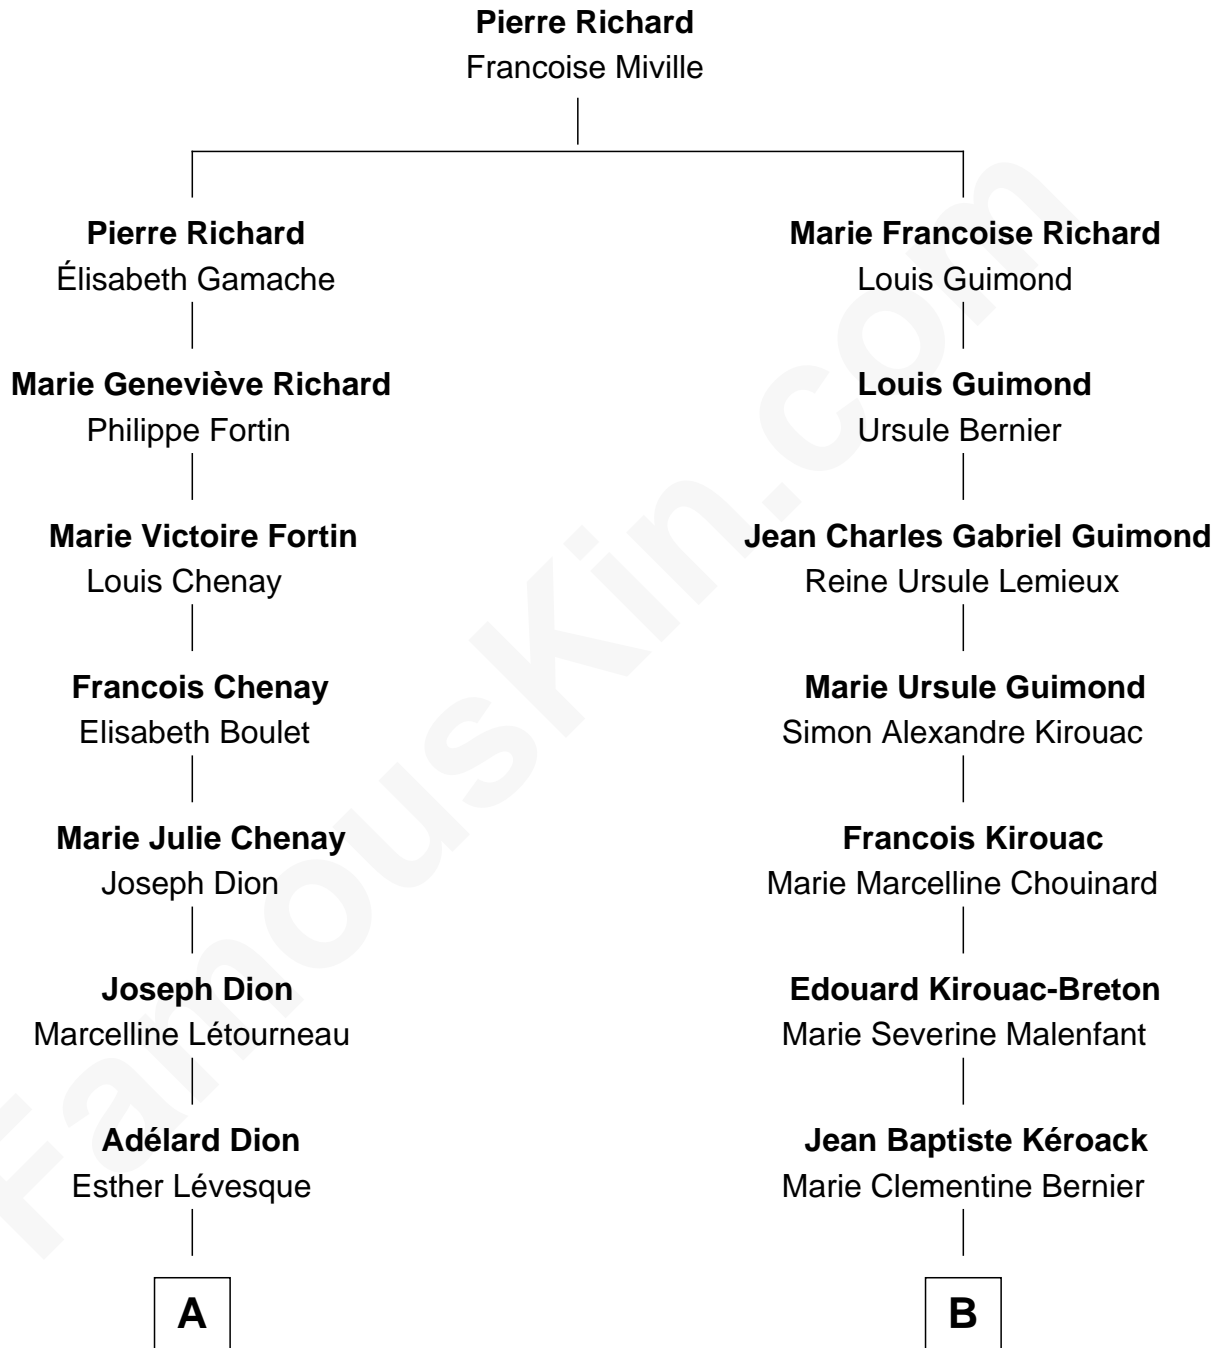 Pierre Richard
Francoise Miville
Pierre Richard
Élisabeth Gamache
Marie Geneviève Richard
Philippe Fortin
Marie Victoire Fortin
Louis Chenay
Francois Chenay
Elisabeth Boulet
Marie Julie Chenay
Joseph Dion
Joseph Dion
Marcelline Létourneau
Adélard Dion
Esther Lévesque
A
Marie Francoise Richard
Louis Guimond
Louis Guimond
Ursule Bernier
Jean Charles Gabriel Guimond
Reine Ursule Lemieux
Marie Ursule Guimond
Simon Alexandre Kirouac
Francois Kirouac
Marie Marcelline Chouinard
Edouard Kirouac-Breton
Marie Severine Malenfant
Jean Baptiste Kéroack
Marie Clementine Bernier
B
FamousKin.com